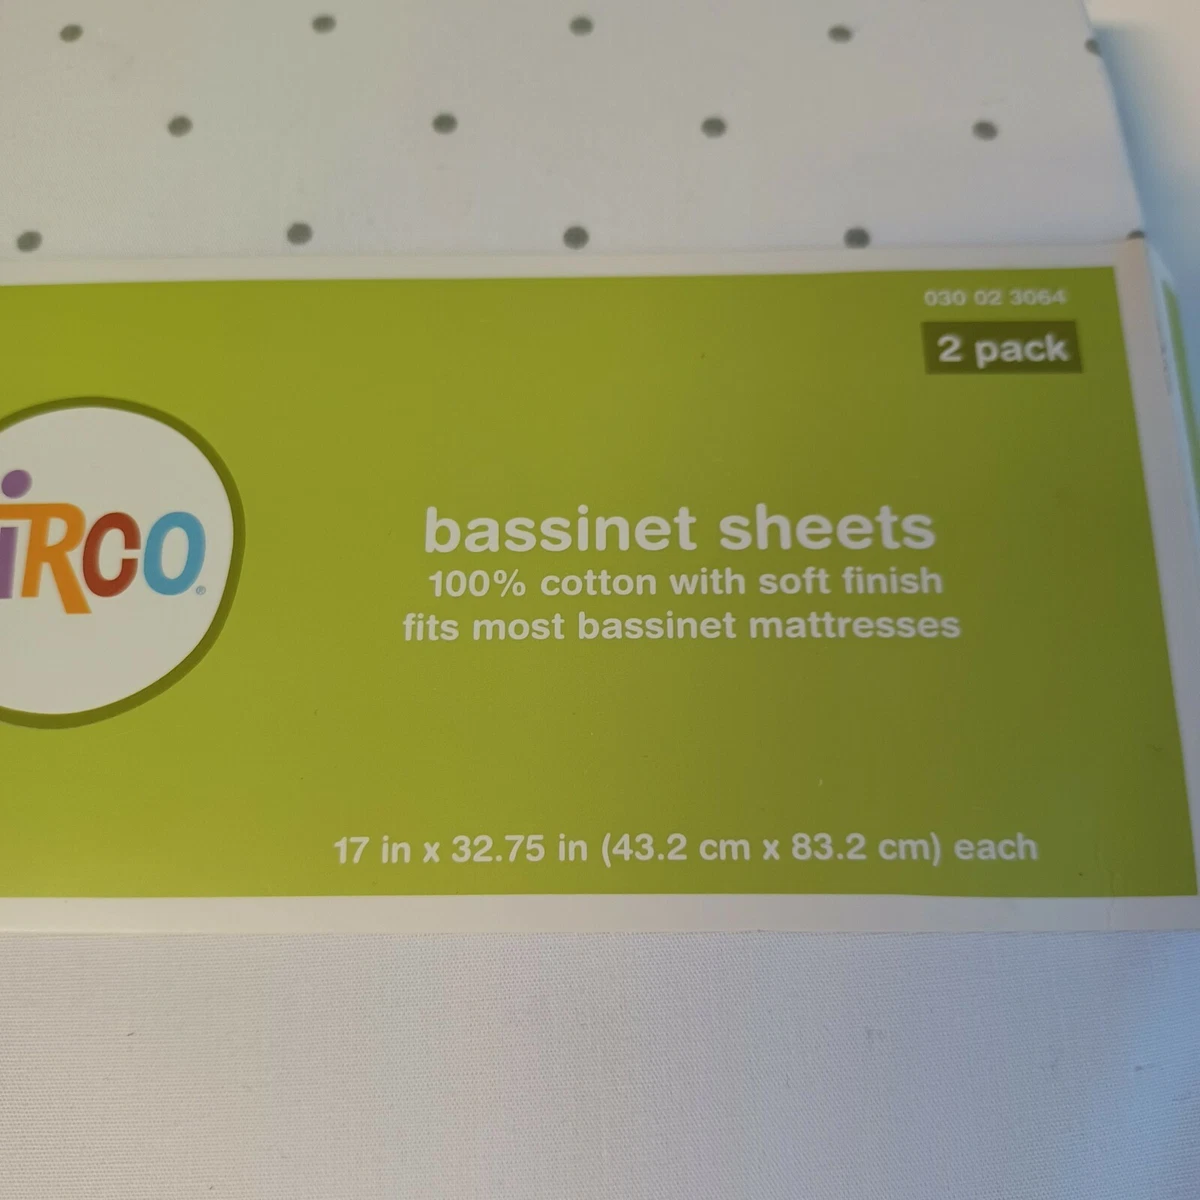 030 02 3064
2 pack
iRCO®
bassinet sheets
100% cotton with soft finish
fits most bassinet mattresses
17 in x 32.75 in (43.2 cm x 83.2 cm) each